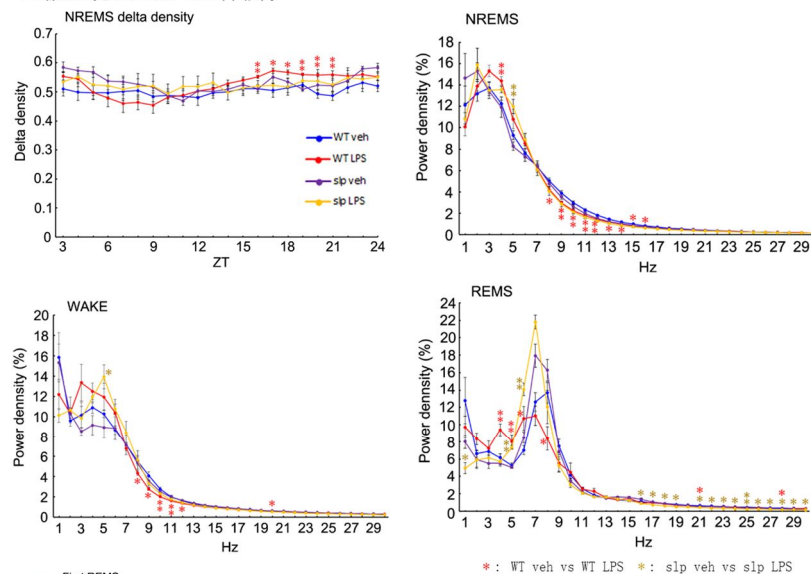 NREMS delta density
Delta density
0.7
0.6
0.5
0.4
0.3
0.2
0.1
0
3 6 9 12 15 18 21 24
ZT
WT veh
WT LPS
slp veh
slp LPS
NREMS
Power dennsity (%)
18
16
14
12
10
8
6
4
2
0
1 3 5 7 9 11 13 15 17 19 21 23 25 27 29
Hz
WAKE
Power dennsity (%)
20
18
16
14
12
10
8
6
4
2
0
1 3 5 7 9 11 13 15 17 19 21 23 25 27 29
Hz
REMS
Power dennsity (%)
24
22
20
18
16
14
12
10
8
6
4
2
0
1 3 5 7 9 11 13 15 17 19 21 23 25 27 29
Hz
*: WT veh vs WT LPS *: slp veh vs slp LPS